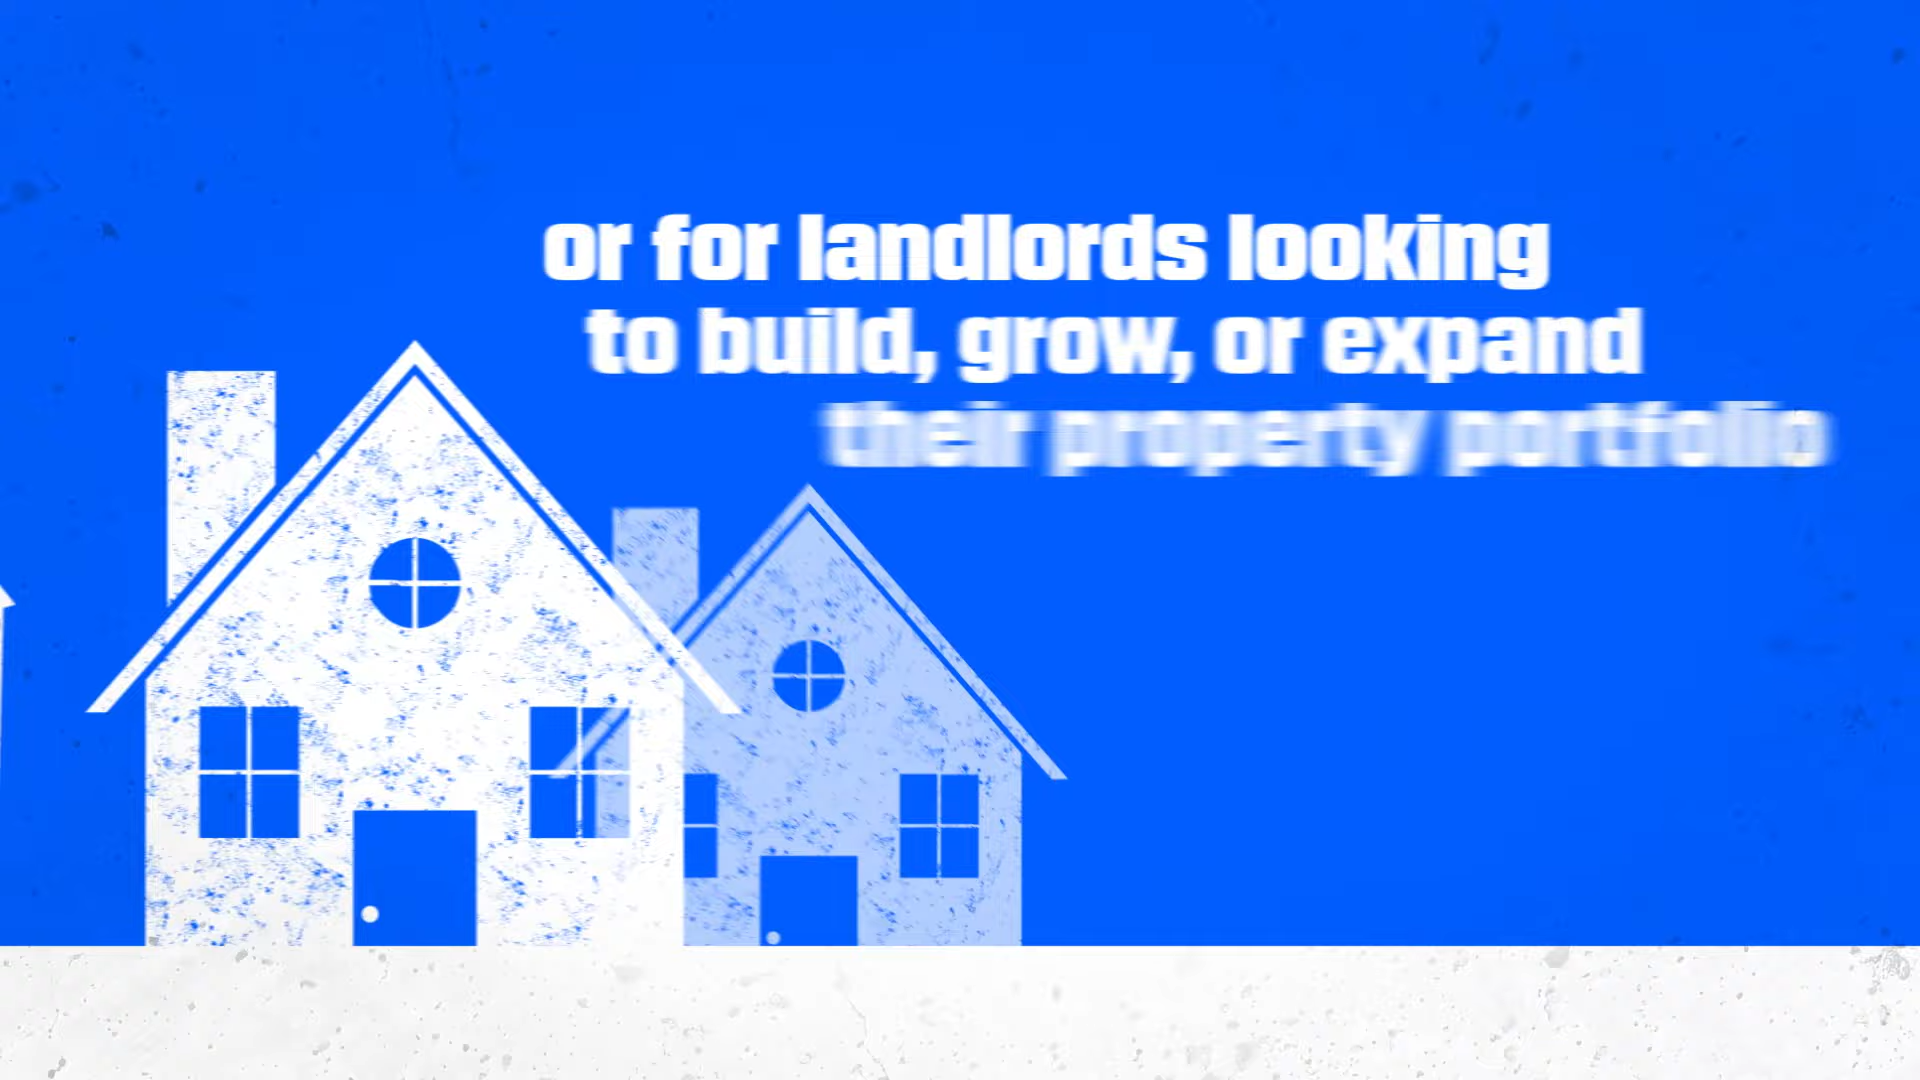 or for landlords looking
to build, grow, or expand
their property portfolio